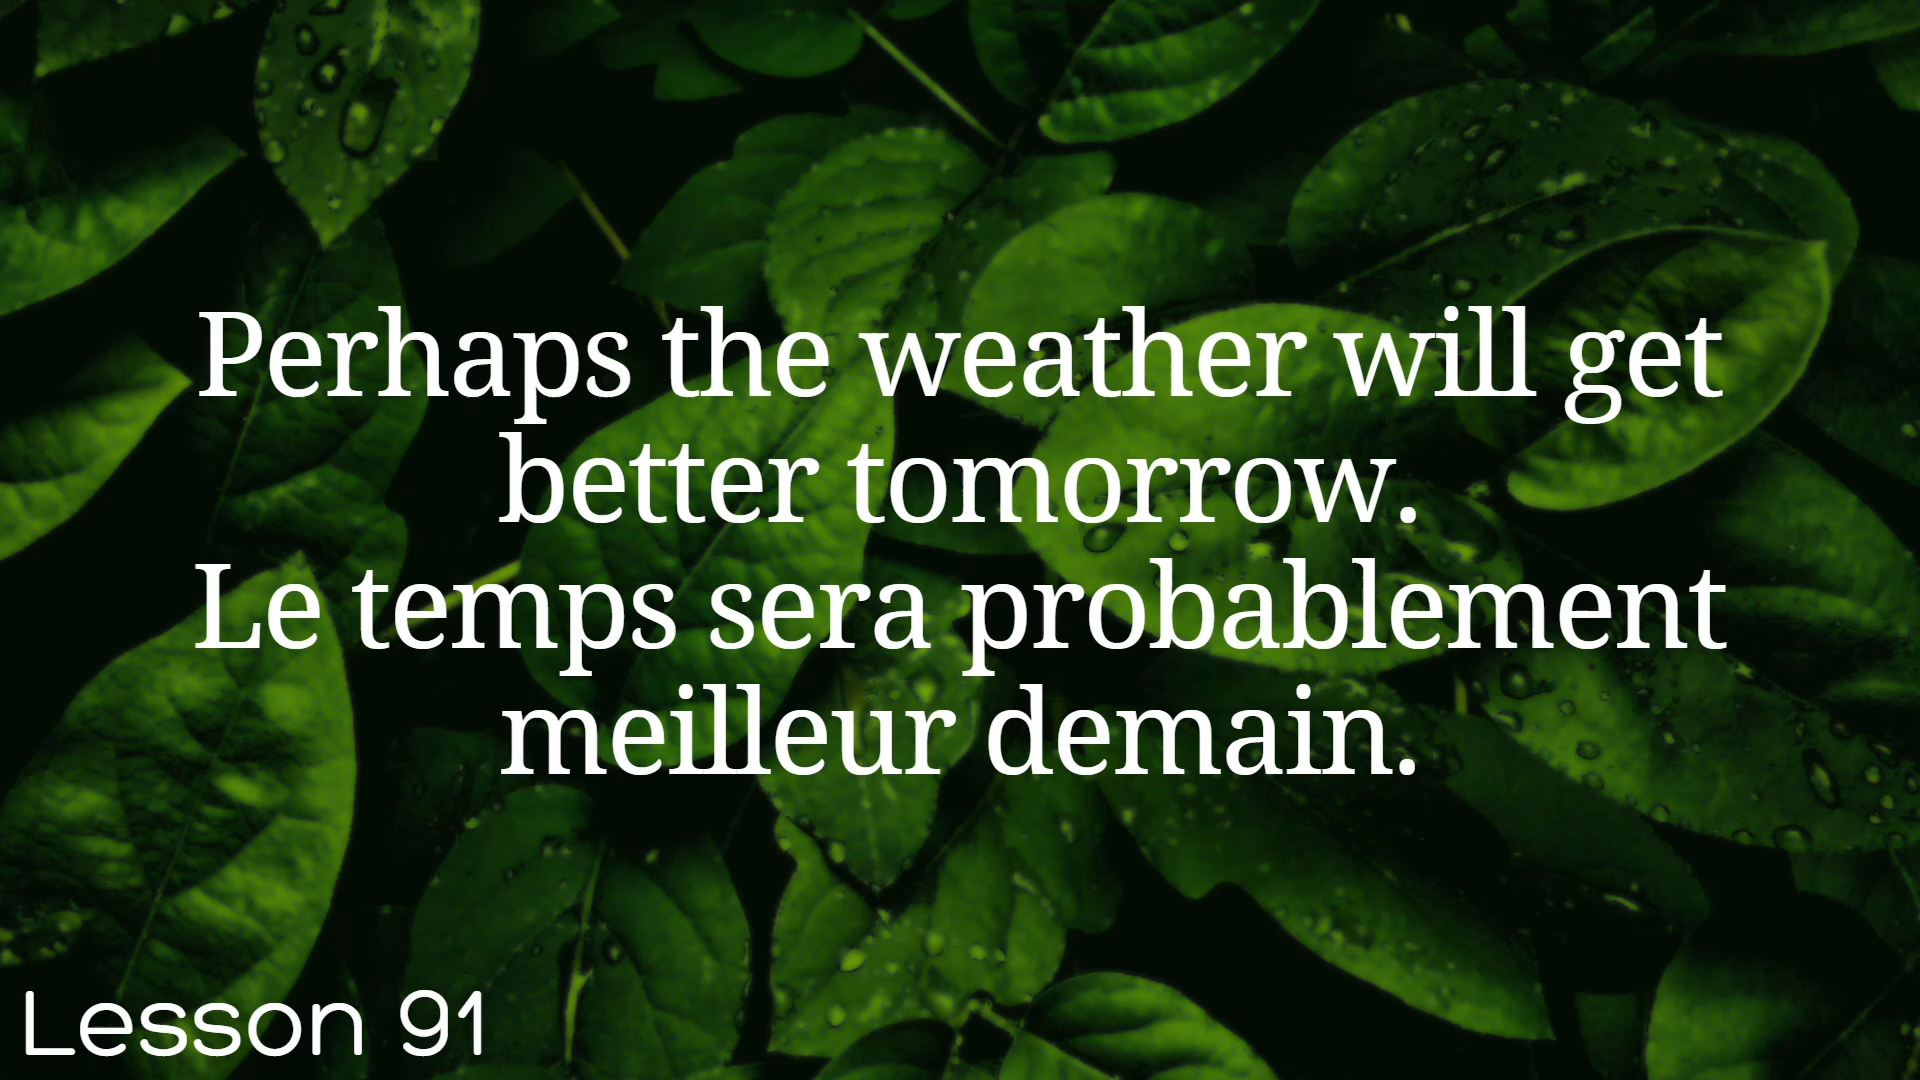 Perhaps the weather will get
better tomorrow.
Le temps sera probablement
meilleur demain.
Lesson 91